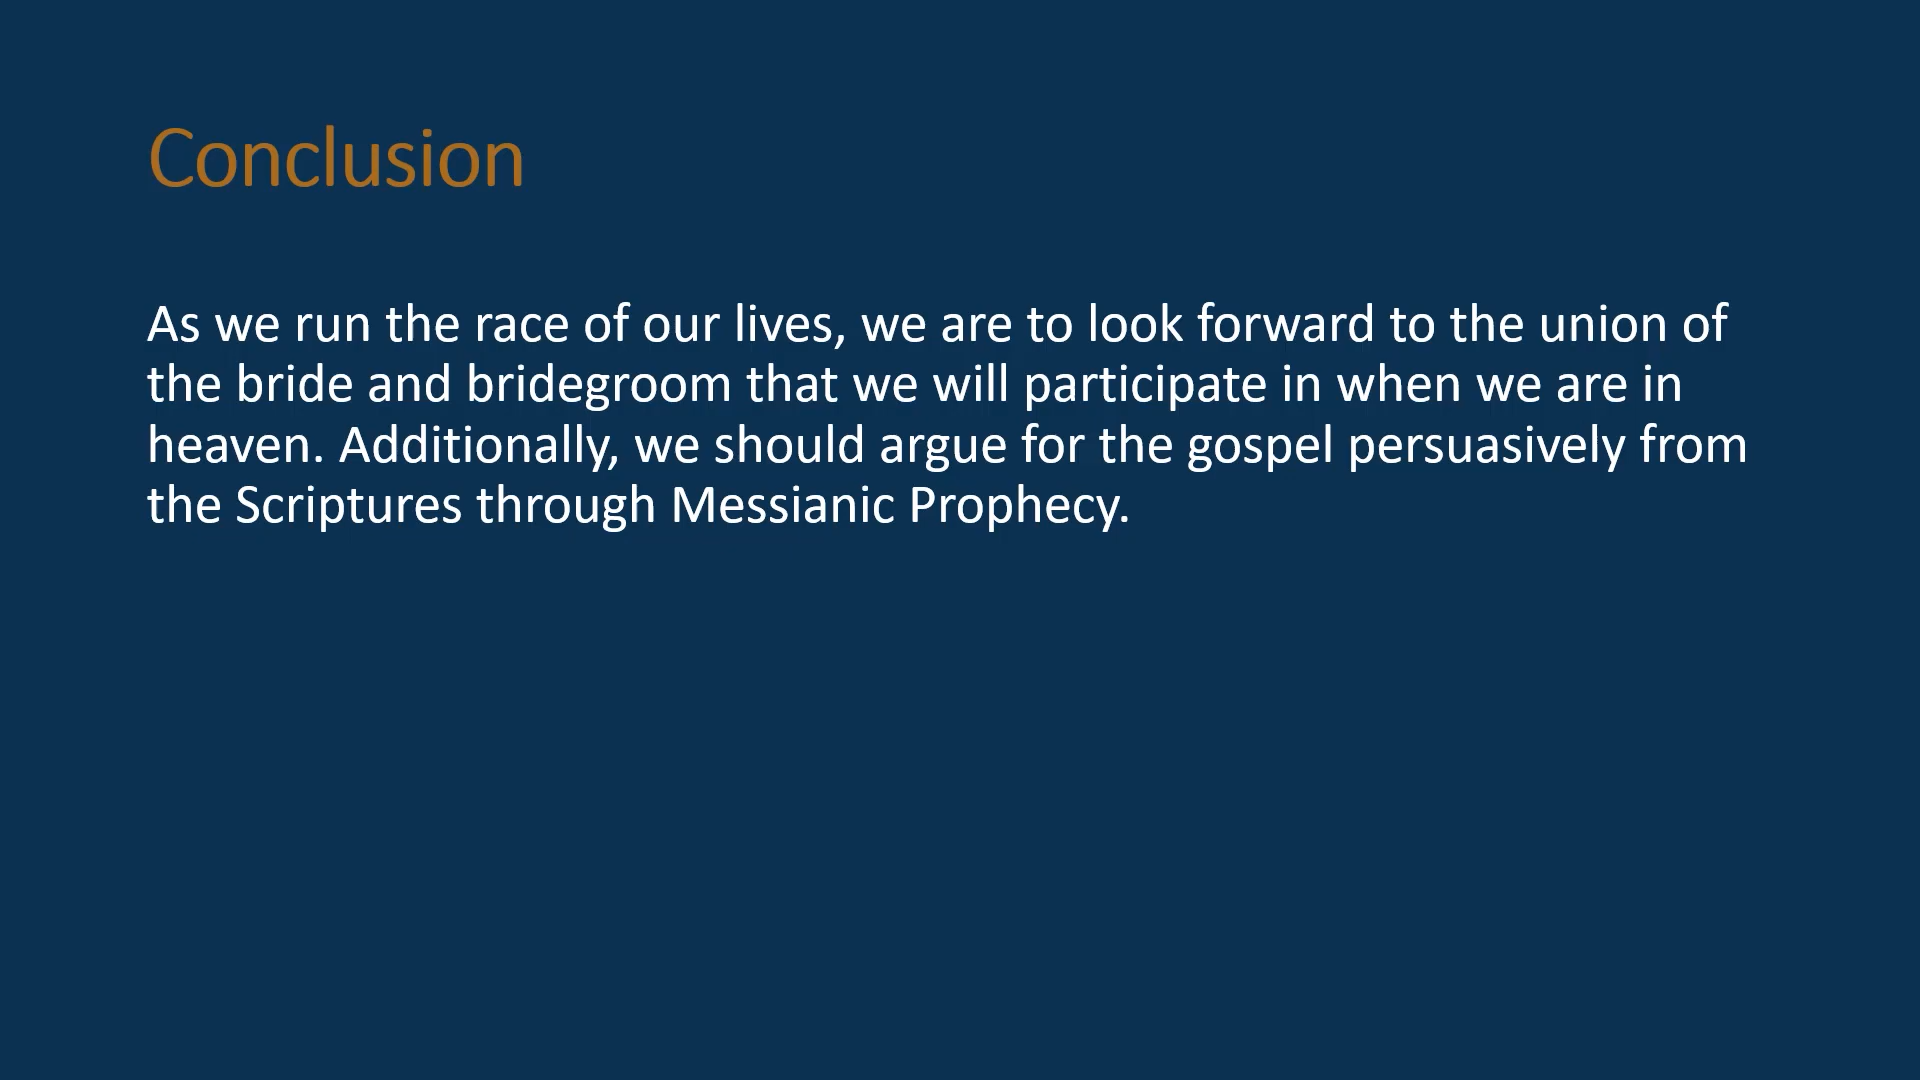 Conclusion
As we run the race of our lives, we are to look forward to the union of
the bride and bridegroom that we will participate in when we are in
heaven. Additionally, we should argue for the gospel persuasively from
the Scriptures through Messianic Prophecy.